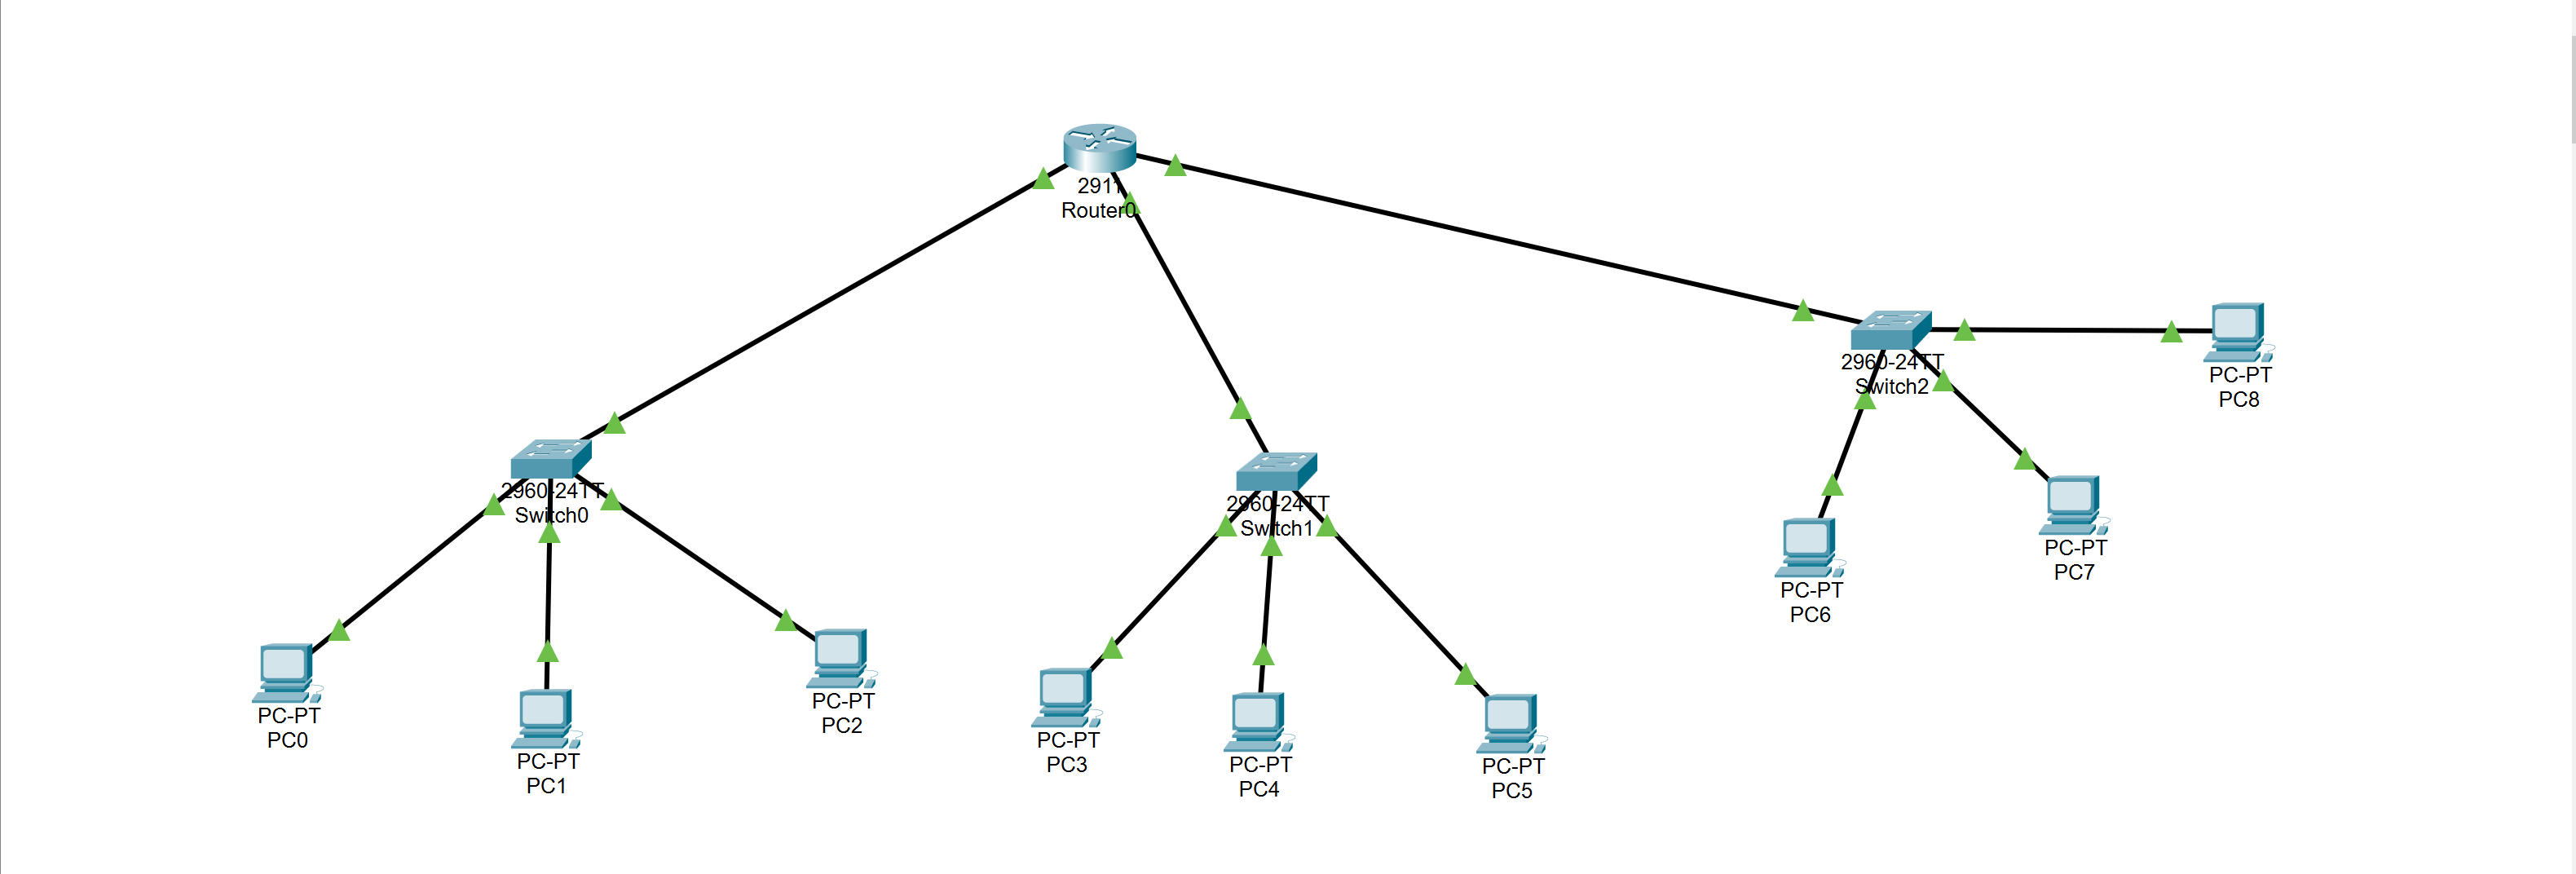 2911
Router0
2960-24TT
Switch2
PC-PT
PC8
2960-24TT
Switch0
2960-24TT
Switch1
PC-PT
PC7
PC-PT
PC6
PC-PT
PC0
PC-PT
PC1
PC-PT
PC2
PC-PT
PC3
PC-PT
PC4
PC-PT
PC5